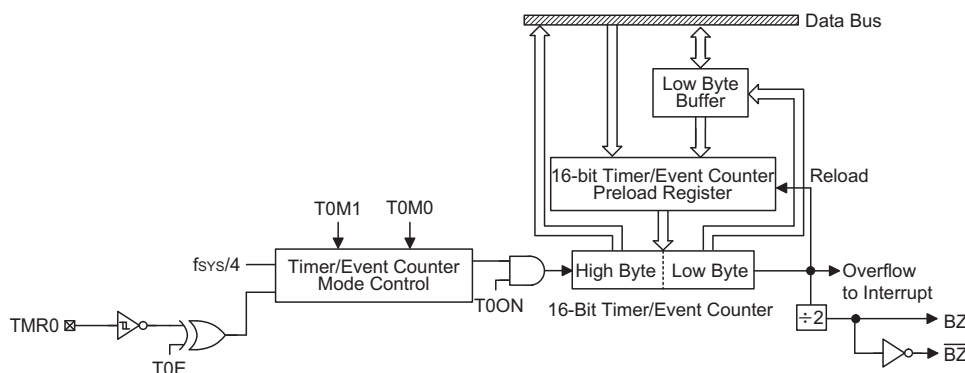 Data Bus
Low Byte
Buffer
16-bit Timer/Event Counter
Preload Register
Reload
T0M1
T0M0
fSYS/4
Timer/Event Counter
Mode Control
T0ON
High Byte
Low Byte
16-Bit Timer/Event Counter
Overflow
to Interrupt
÷2
BZ
BZ
TMR0
T0E